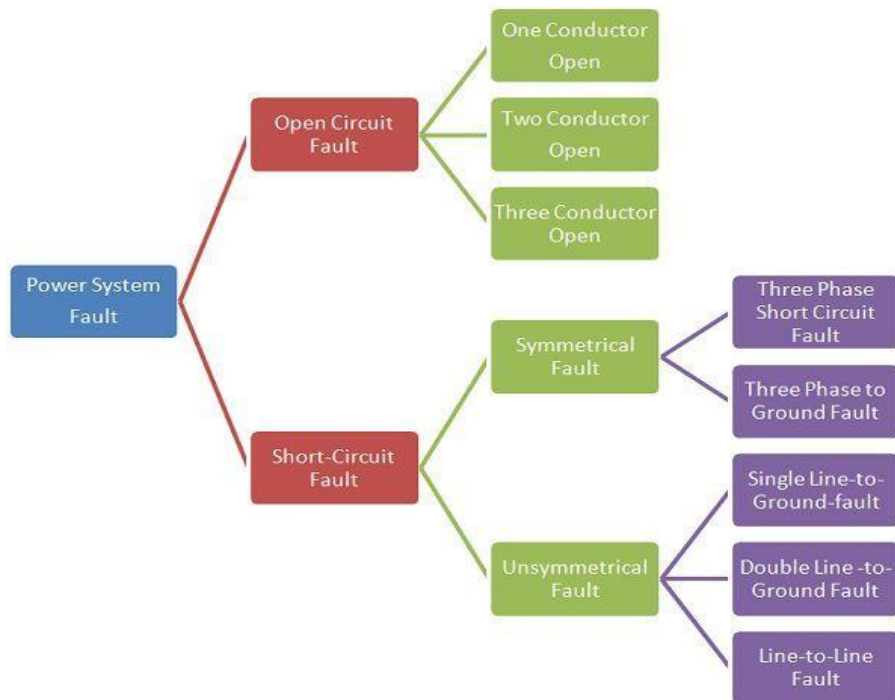 One Conductor
Open
Open Circuit
Fault
Two Conductor
Open
Three Conductor
Open
Power System
Fault
Three Phase
Short Circuit
Fault
Symmetrical
Fault
Three Phase to
Ground Fault
Short-Circuit
Fault
Single Line-to-
Ground-fault
Unsymmetrical
Fault
Double Line -to-
Ground Fault
Line-to-Line
Fault